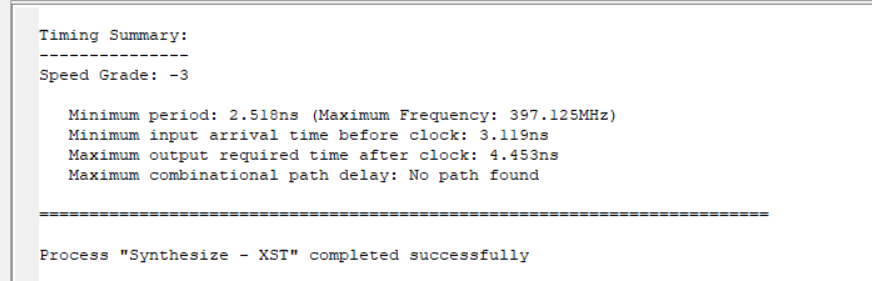 Timing Summary:
---------------
Speed Grade: -3
Minimum period: 2.518ns (Maximum Frequency: 397.125MHz)
Minimum input arrival time before clock: 3.119ns
Maximum output required time after clock: 4.453ns
Maximum combinational path delay: No path found
=========================================================================
Process "Synthesize - XST" completed successfully